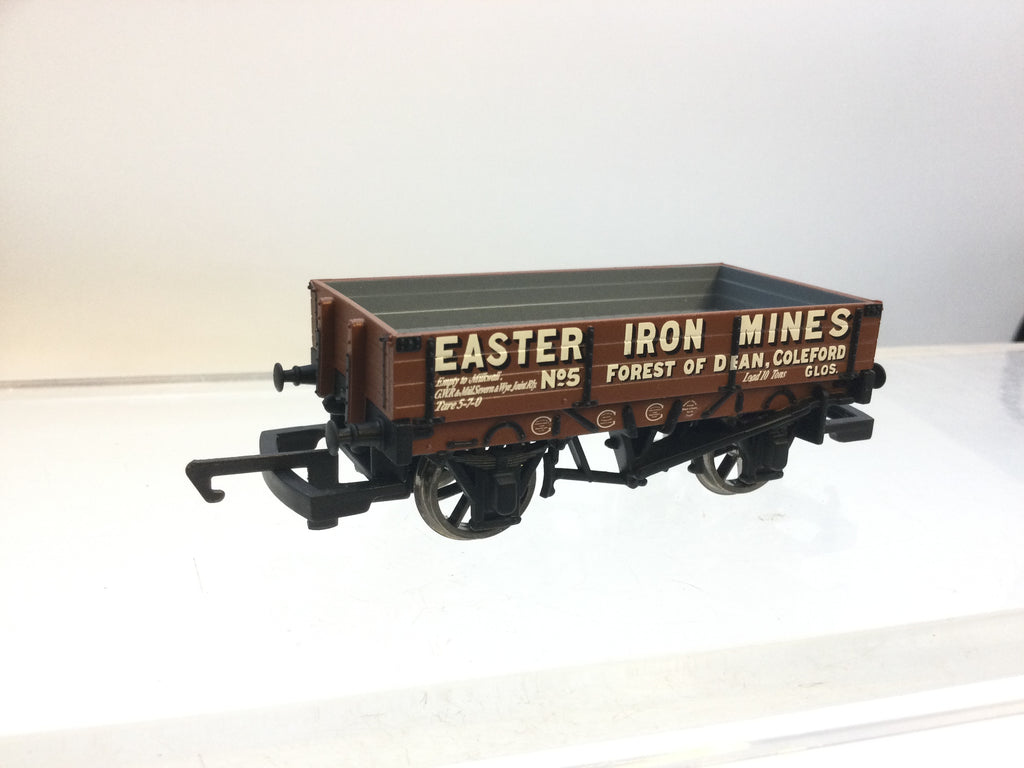 EASTER IRON MINES
Empty to Milkwall. Nº5 FOREST OF DEAN, COLEFORD
G.W.R. & Mid. Severn & Wye Joint Rly. Load 10 Tons GLOS.
Tare 5-7-0
C C C